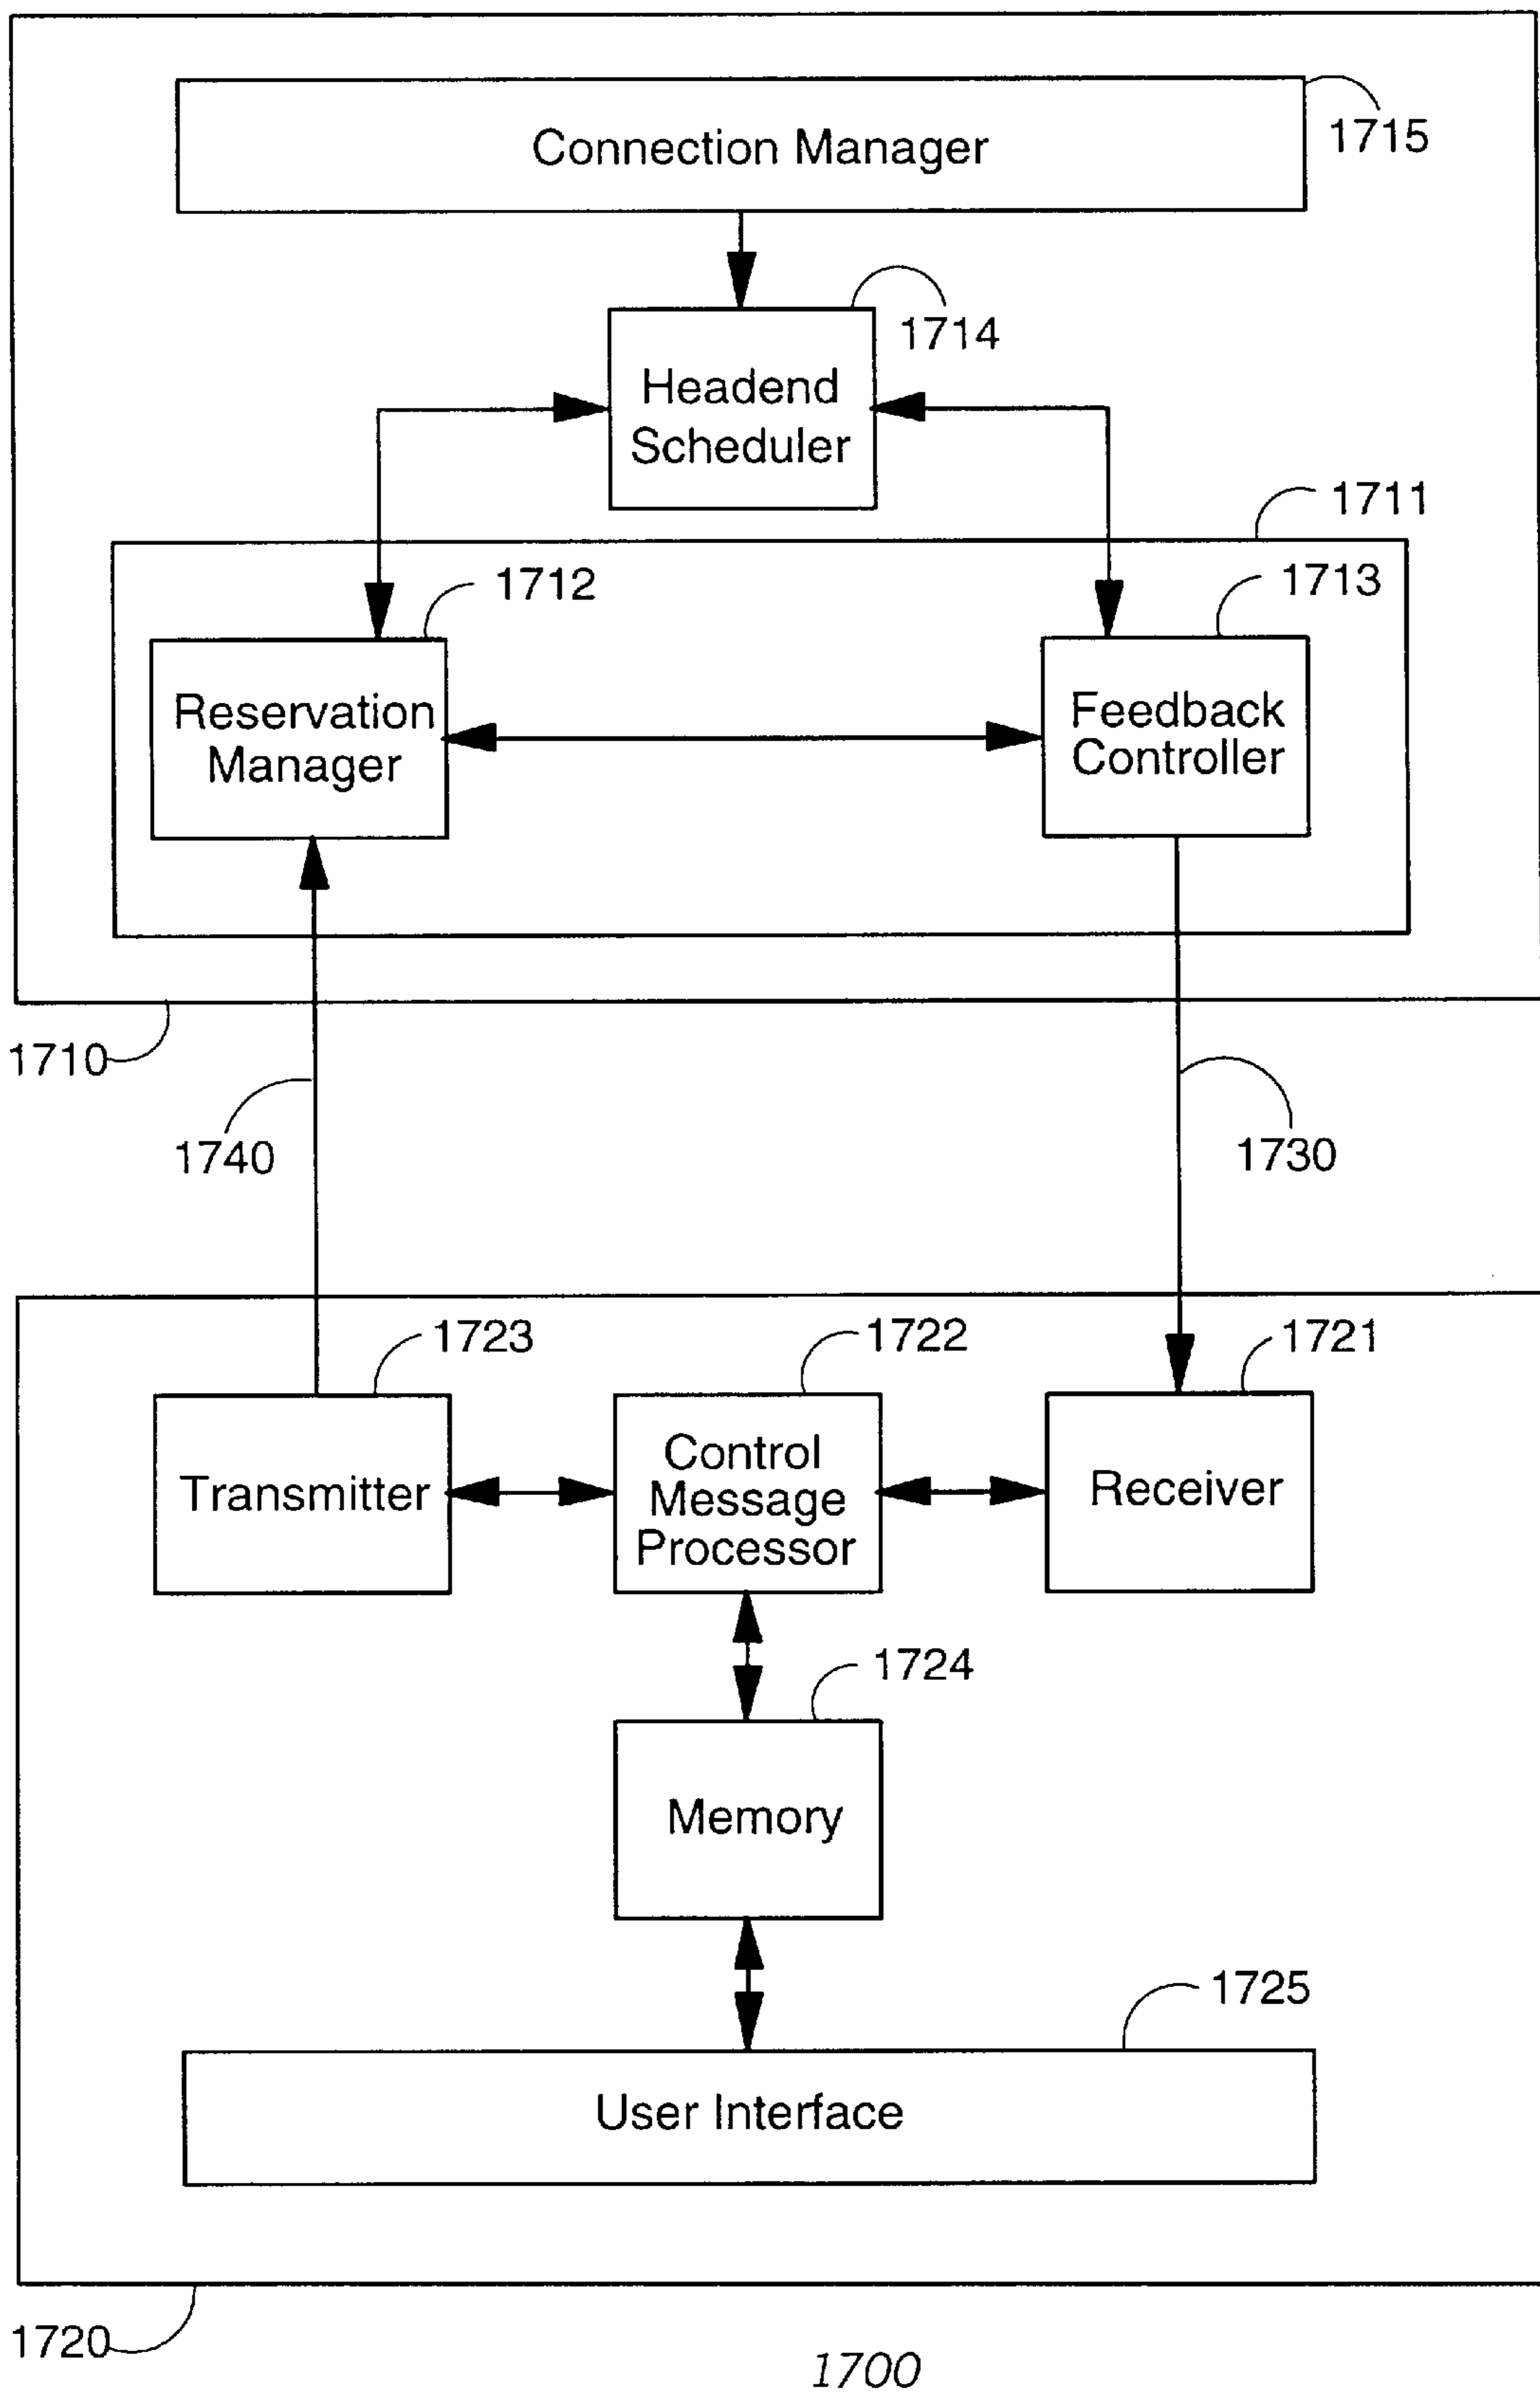 Connection Manager
1715
1714
Headend
Scheduler
1711
1712
1713
Reservation
Manager
Feedback
Controller
1710
1740
1730
1723
1722
1721
Transmitter
Control
Message
Processor
Receiver
1724
Memory
1725
User Interface
1720
1700